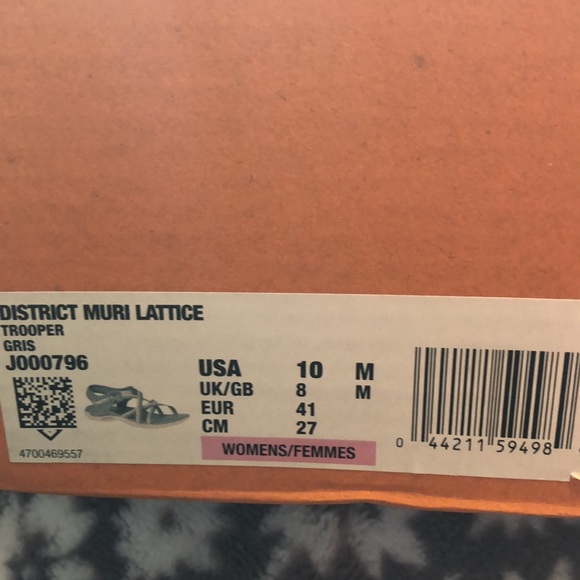 DISTRICT MURI LATTICE
TROOPER
GRIS
J000796
USA 10 M
UK/GB 8 M
EUR 41
CM 27
WOMENS/FEMMES
4700469557
0 44211 59498